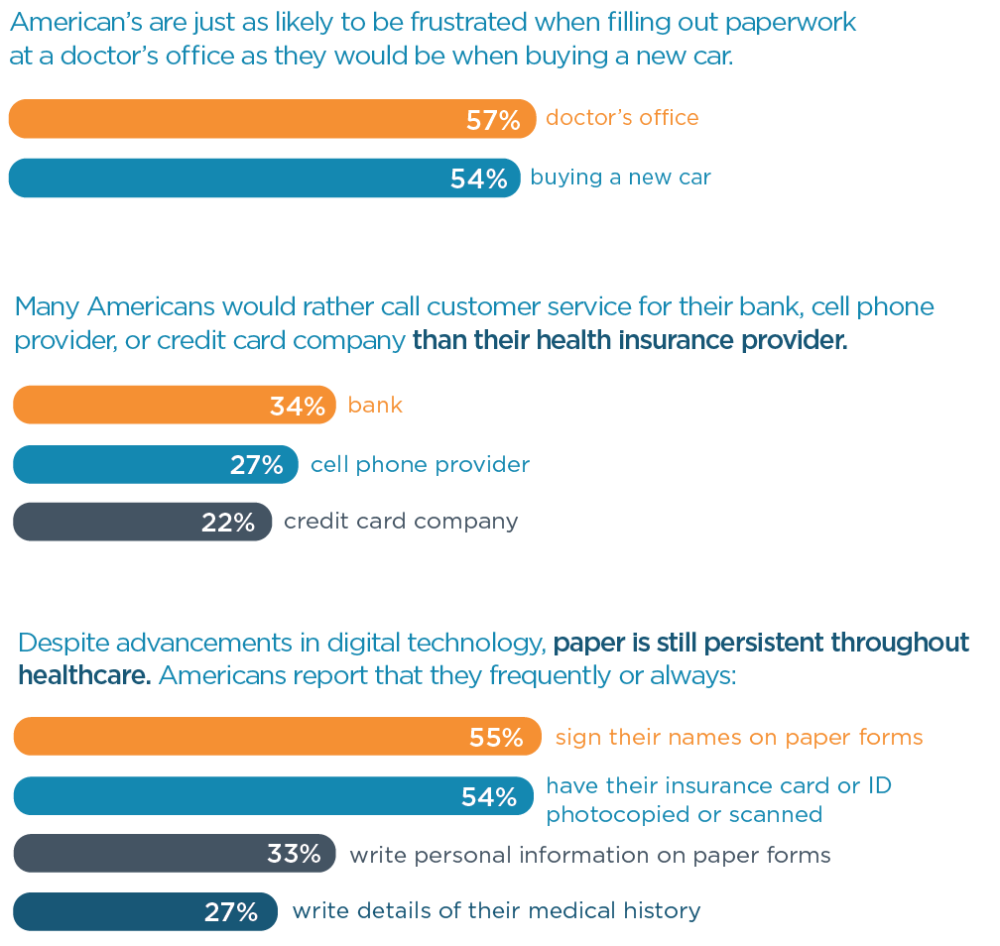 American’s are just as likely to be frustrated when filling out paperwork
at a doctor’s office as they would be when buying a new car.
57% doctor’s office
54% buying a new car
Many Americans would rather call customer service for their bank, cell phone
provider, or credit card company than their health insurance provider.
34% bank
27% cell phone provider
22% credit card company
Despite advancements in digital technology, paper is still persistent throughout
healthcare. Americans report that they frequently or always:
55% sign their names on paper forms
54% have their insurance card or ID
photocopied or scanned
33% write personal information on paper forms
27% write details of their medical history